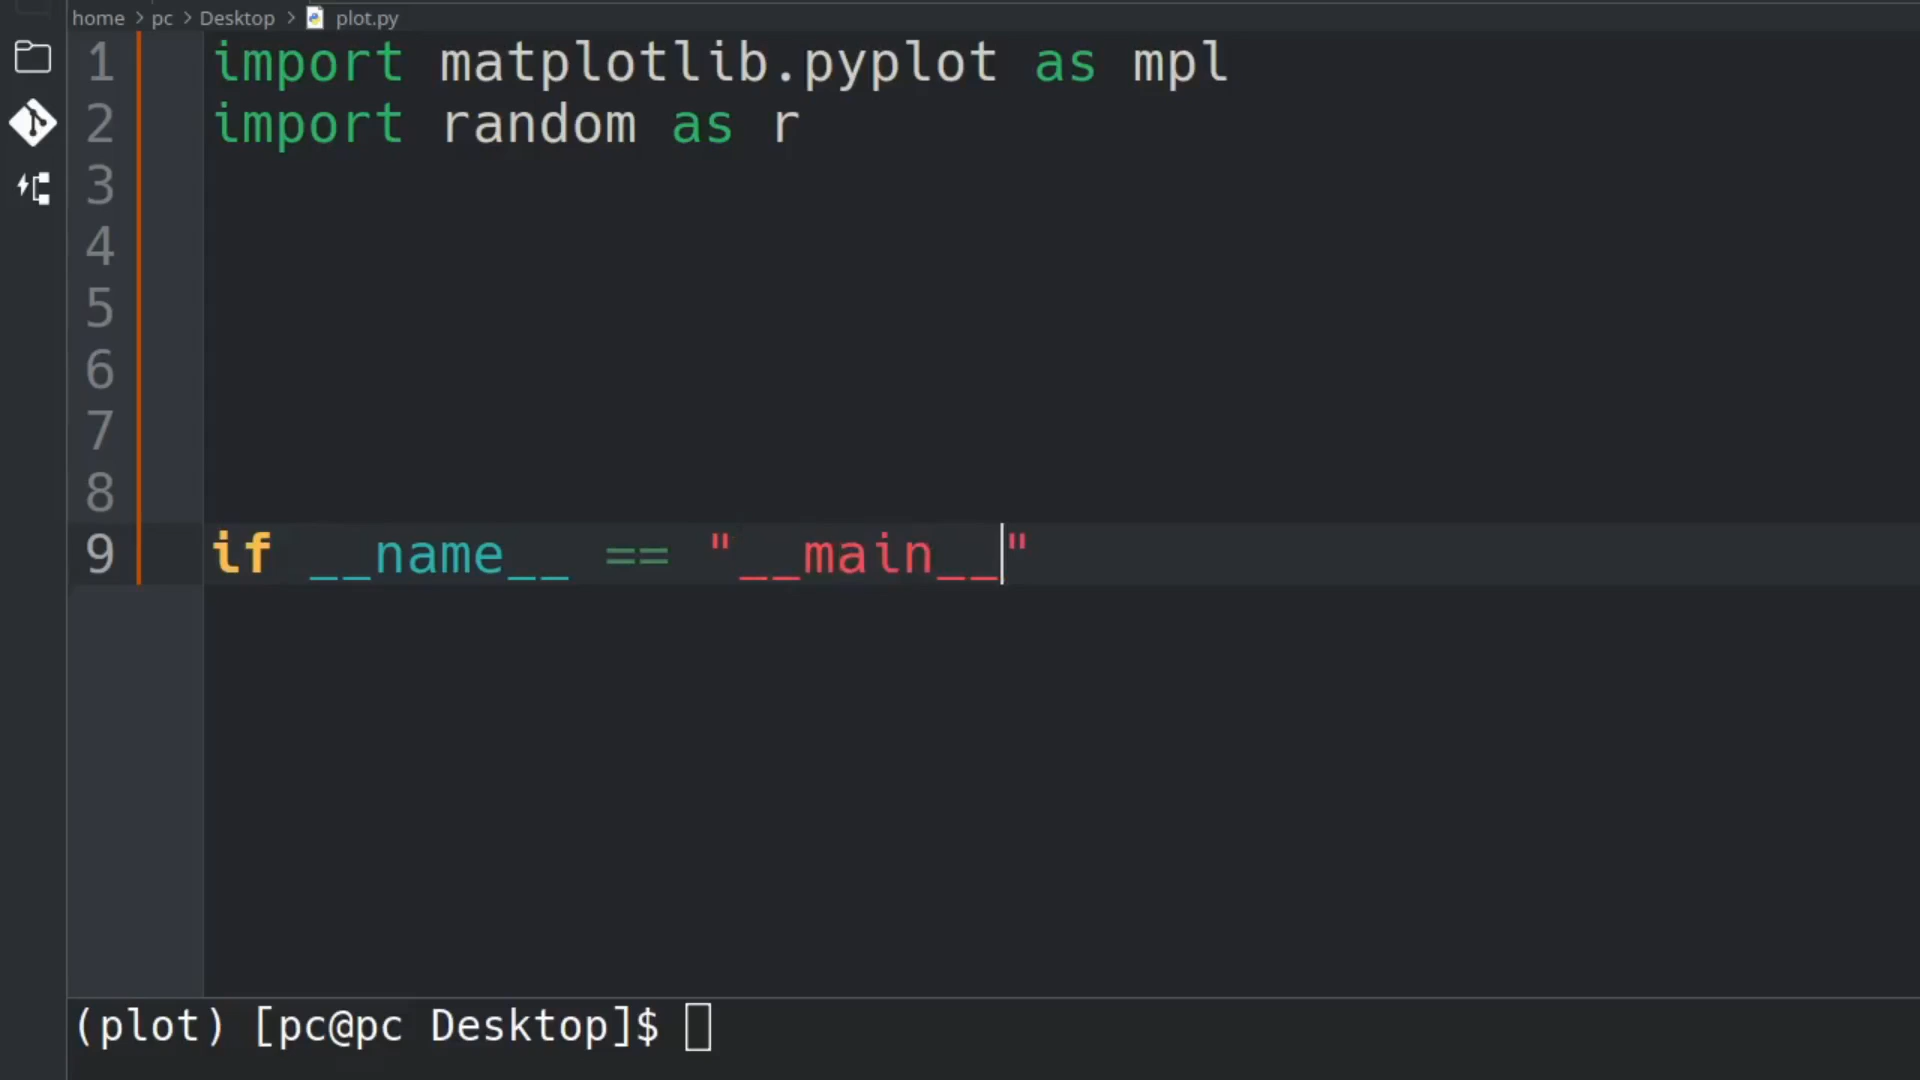 home > pc > Desktop > plot.py
1 import matplotlib.pyplot as mpl
2 import random as r
3
4
5
6
7
8
9 if __name__ == "__main__"
(plot) [pc@pc Desktop]$